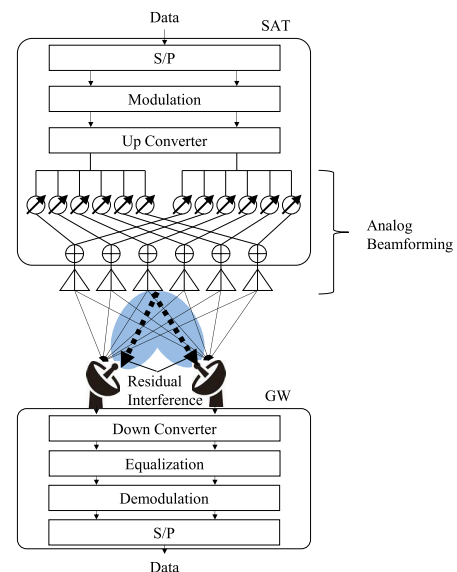 Data
SAT
S/P
Modulation
Up Converter
Analog
Beamforming
Residual
Interference
GW
Down Converter
Equalization
Demodulation
S/P
Data